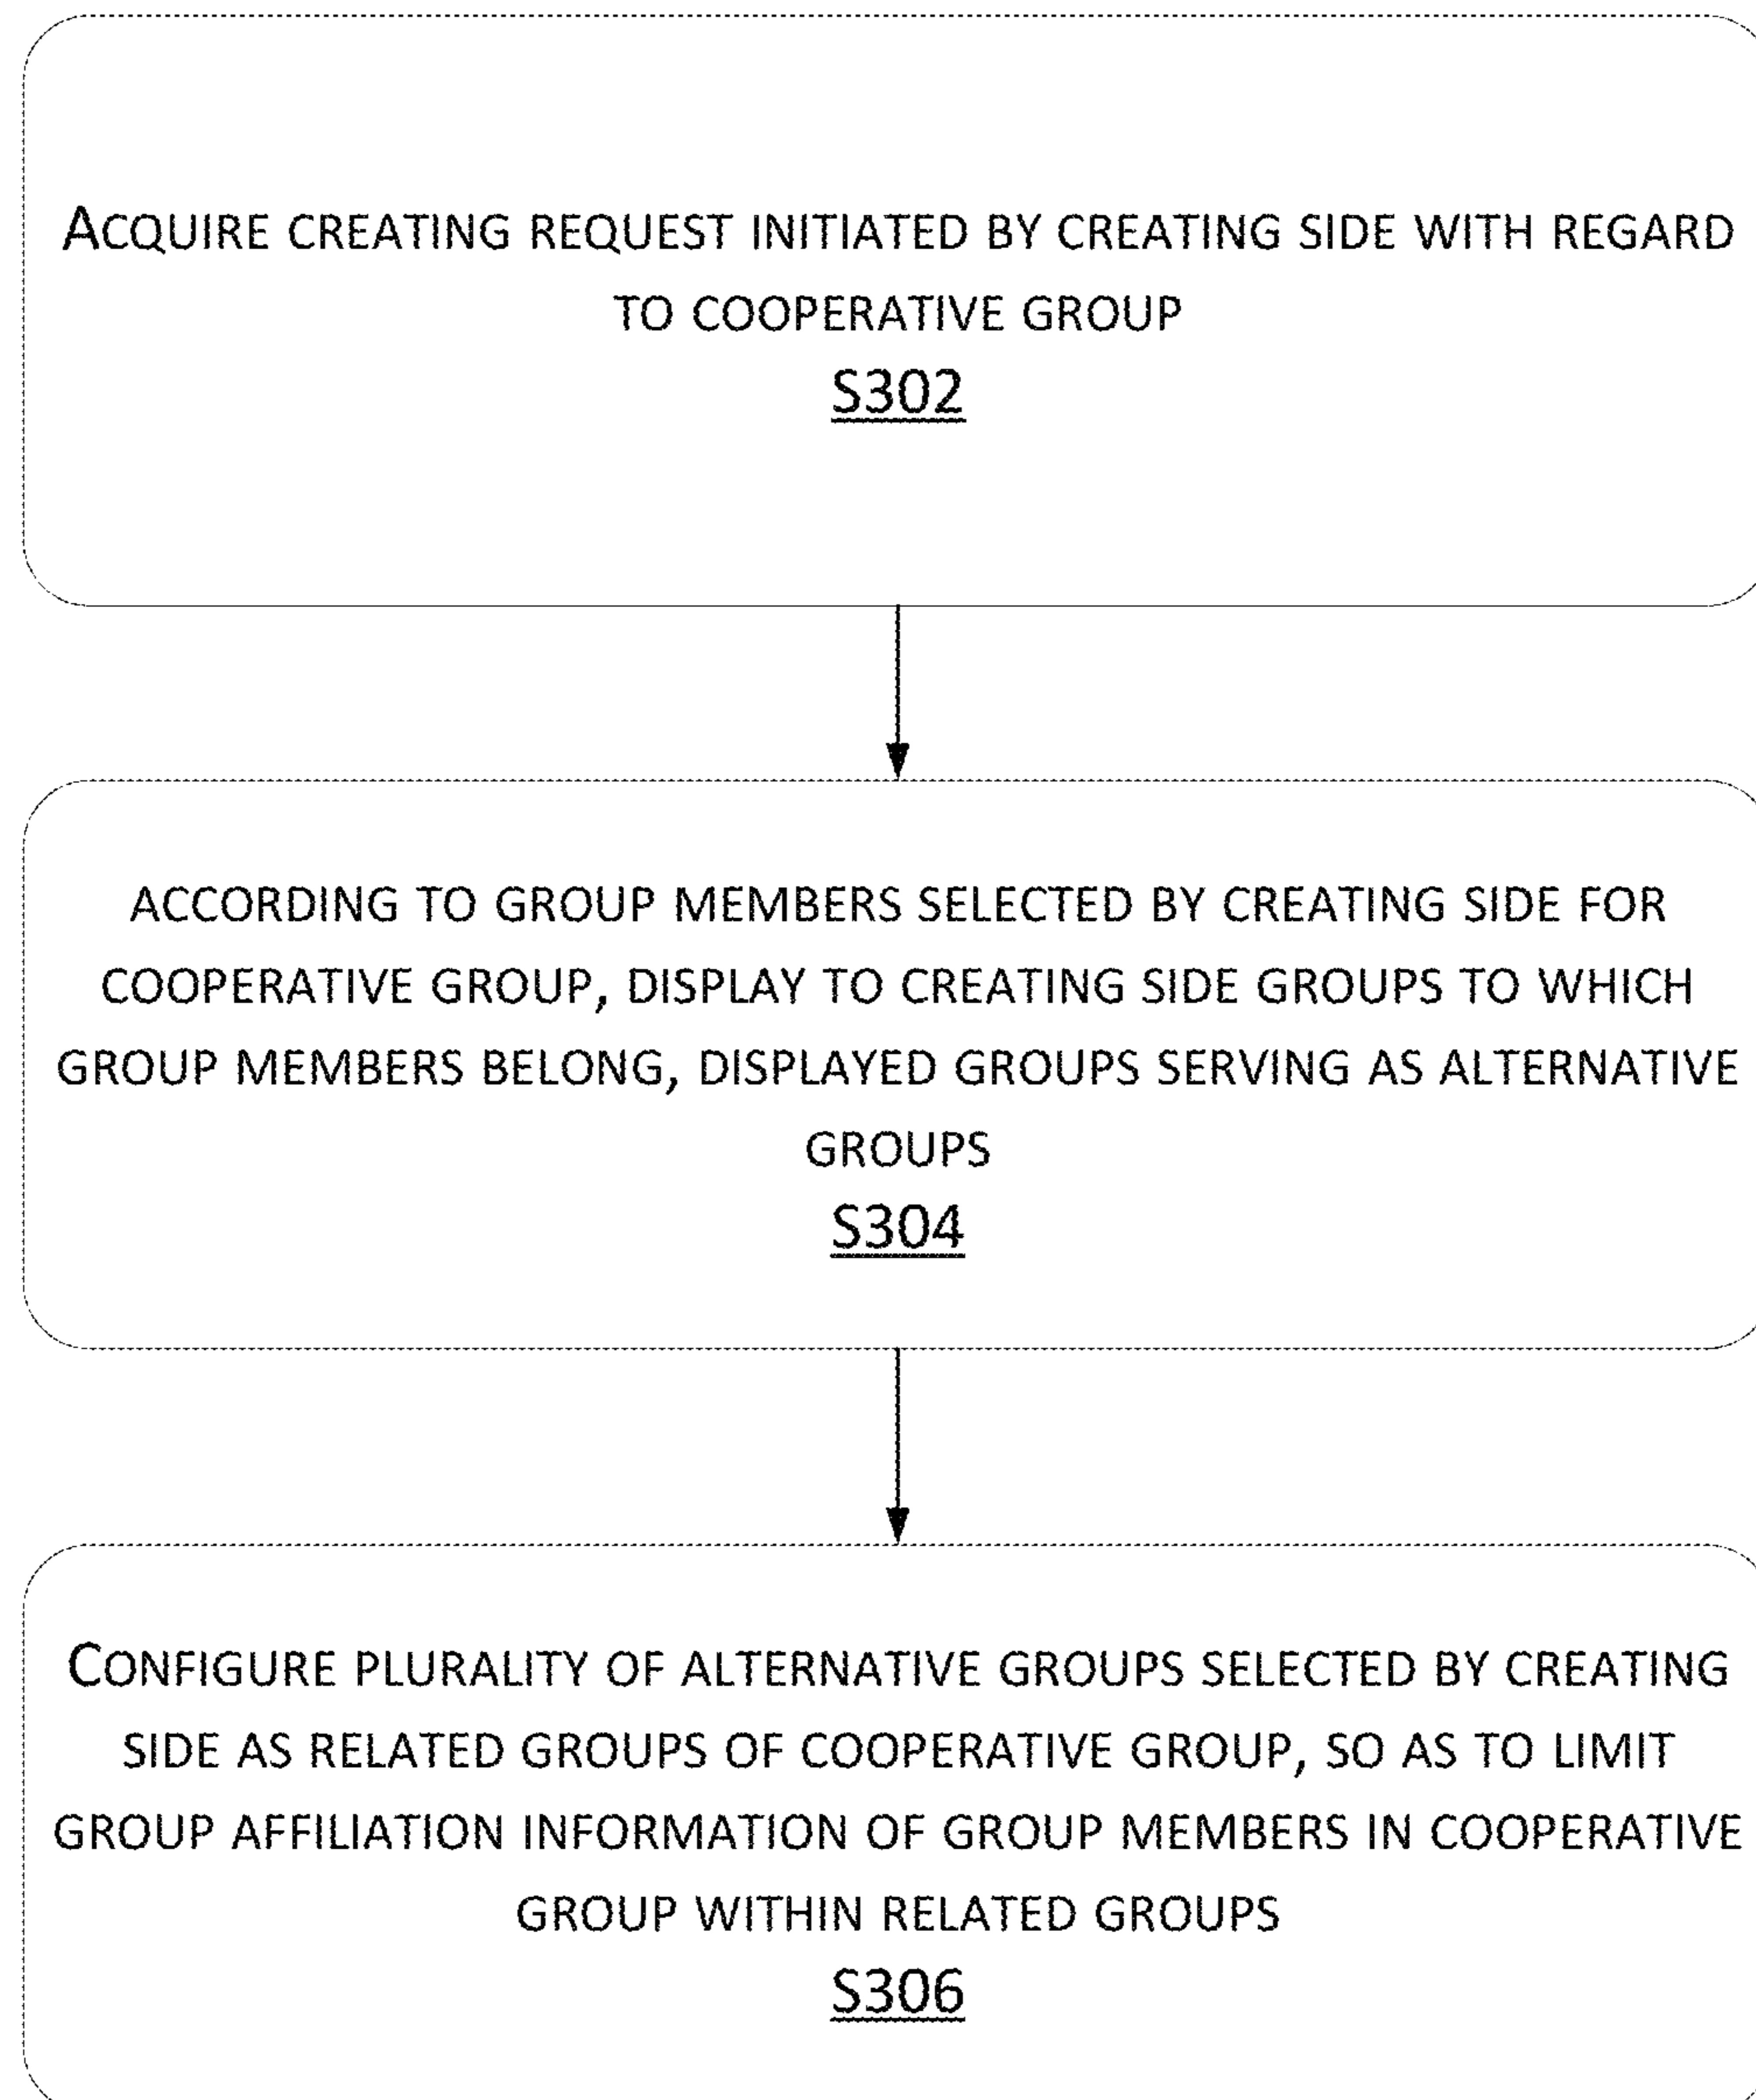 ACQUIRE CREATING REQUEST INITIATED BY CREATING SIDE WITH REGARD
TO COOPERATIVE GROUP
S302
ACCORDING TO GROUP MEMBERS SELECTED BY CREATING SIDE FOR
COOPERATIVE GROUP, DISPLAY TO CREATING SIDE GROUPS TO WHICH
GROUP MEMBERS BELONG, DISPLAYED GROUPS SERVING AS ALTERNATIVE
GROUPS
S304
CONFIGURE PLURALITY OF ALTERNATIVE GROUPS SELECTED BY CREATING
SIDE AS RELATED GROUPS OF COOPERATIVE GROUP, SO AS TO LIMIT
GROUP AFFILIATION INFORMATION OF GROUP MEMBERS IN COOPERATIVE
GROUP WITHIN RELATED GROUPS
S306